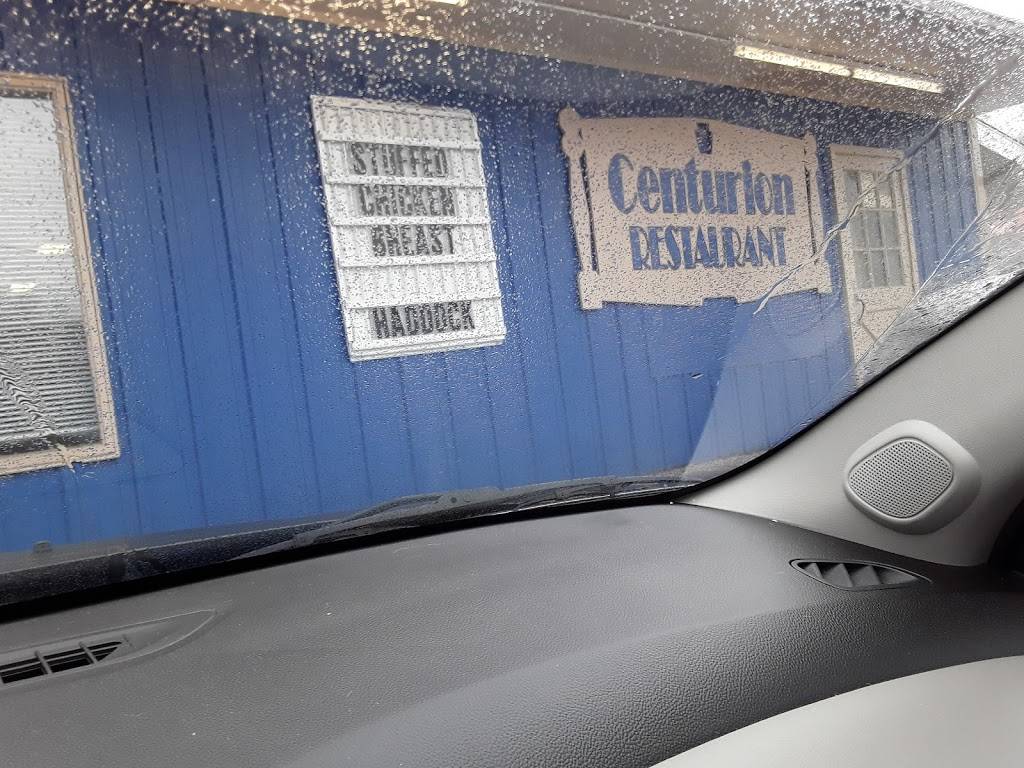 STUFFED
CHICKEN
BREAST
HADDOCK
Centurion
RESTAURANT